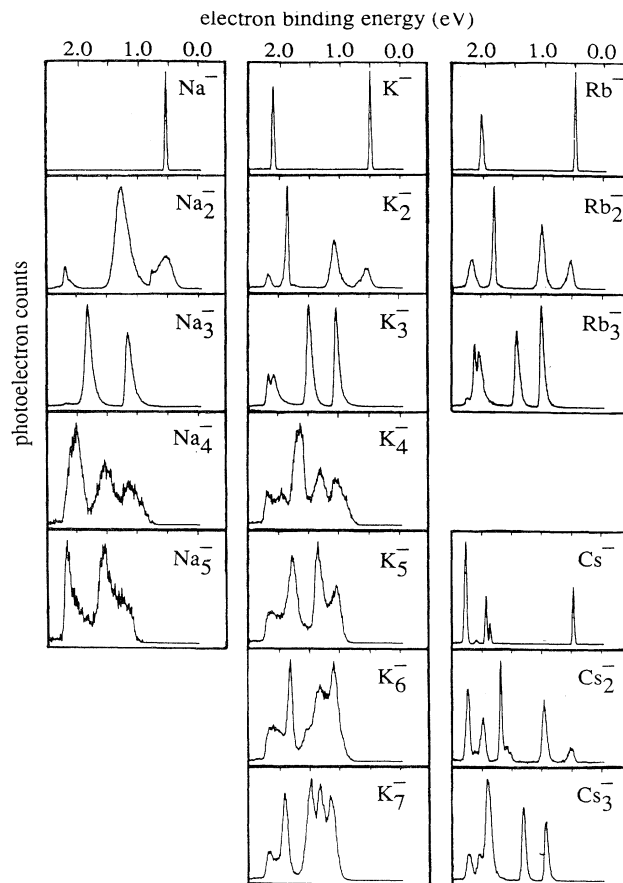 electron binding energy (eV)
2.0 1.0 0.0 2.0 1.0 0.0 2.0 1.0 0.0
photoelectron counts
Na⁻ K⁻ Rb⁻
Na₂⁻ K₂⁻ Rb₂⁻
Na₃⁻ K₃⁻ Rb₃⁻
Na₄⁻ K₄⁻
Na₅⁻ K₅⁻ Cs⁻
K₆⁻ Cs₂⁻
K₇⁻ Cs₃⁻